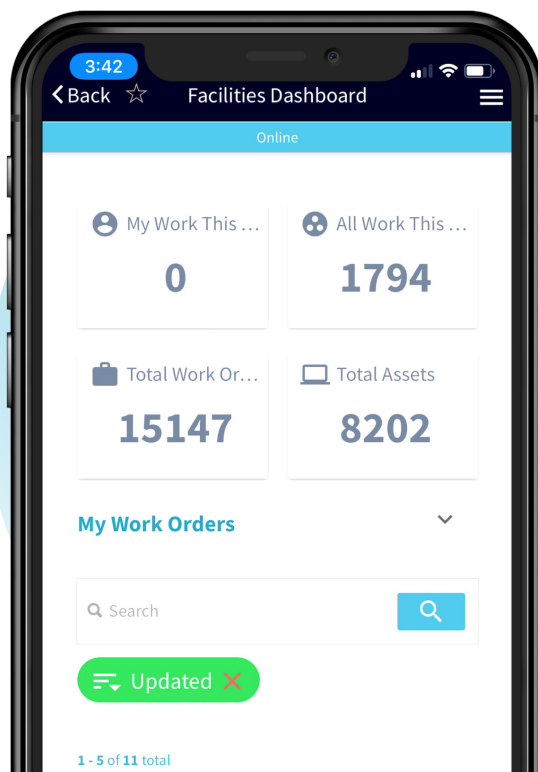 3:42
Back Facilities Dashboard
Online
My Work This ...
0
All Work This ...
1794
Total Work Or...
15147
Total Assets
8202
My Work Orders
Search
Updated
1 - 5 of 11 total